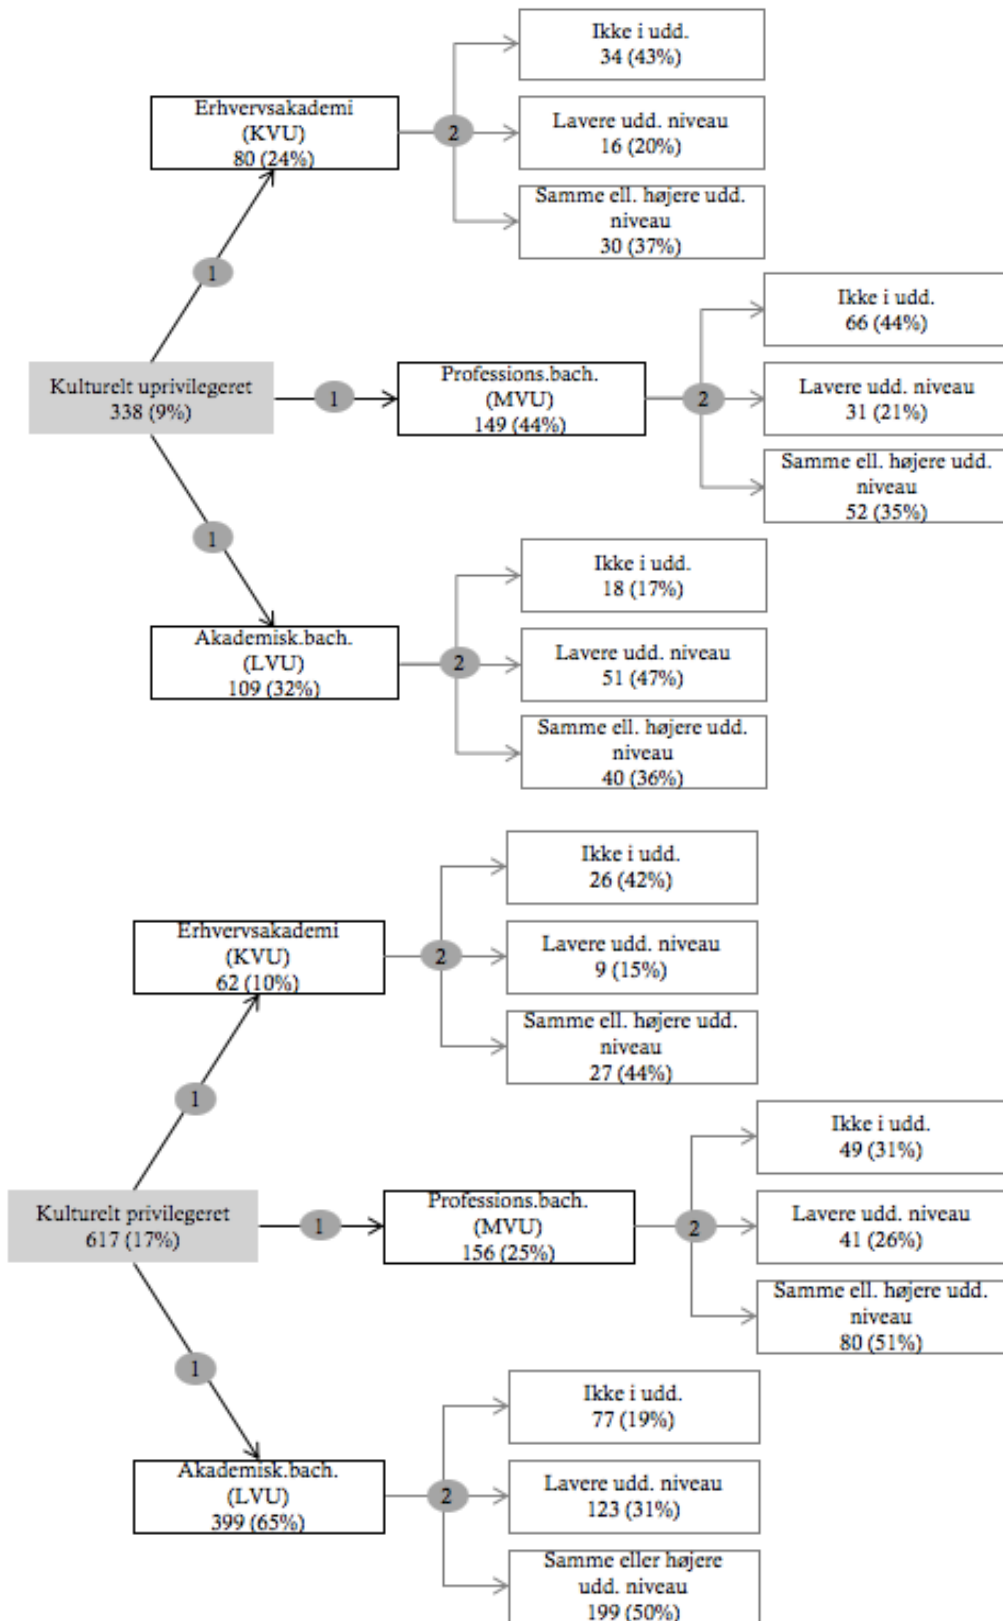 Ikke i udd.
34 (43%)
Erhvervsakademi
(KVU)
80 (24%)
2
Lavere udd. niveau
16 (20%)
Samme ell. højere udd.
niveau
30 (37%)
1
Ikke i udd.
66 (44%)
Kulturelt uprivilegeret
338 (9%)
1
Professions.bach.
(MVU)
149 (44%)
2
Lavere udd. niveau
31 (21%)
Samme ell. højere udd.
niveau
52 (35%)
1
Ikke i udd.
18 (17%)
Akademisk.bach.
(LVU)
109 (32%)
2
Lavere udd. niveau
51 (47%)
Samme ell. højere udd.
niveau
40 (36%)
Ikke i udd.
26 (42%)
Erhvervsakademi
(KVU)
62 (10%)
2
Lavere udd. niveau
9 (15%)
Samme ell. højere udd.
niveau
27 (44%)
1
Ikke i udd.
49 (31%)
Kulturelt privilegeret
617 (17%)
1
Professions.bach.
(MVU)
156 (25%)
2
Lavere udd. niveau
41 (26%)
Samme ell. højere udd.
niveau
80 (51%)
1
Ikke i udd.
77 (19%)
Akademisk.bach.
(LVU)
399 (65%)
2
Lavere udd. niveau
123 (31%)
Samme eller højere
udd. niveau
199 (50%)